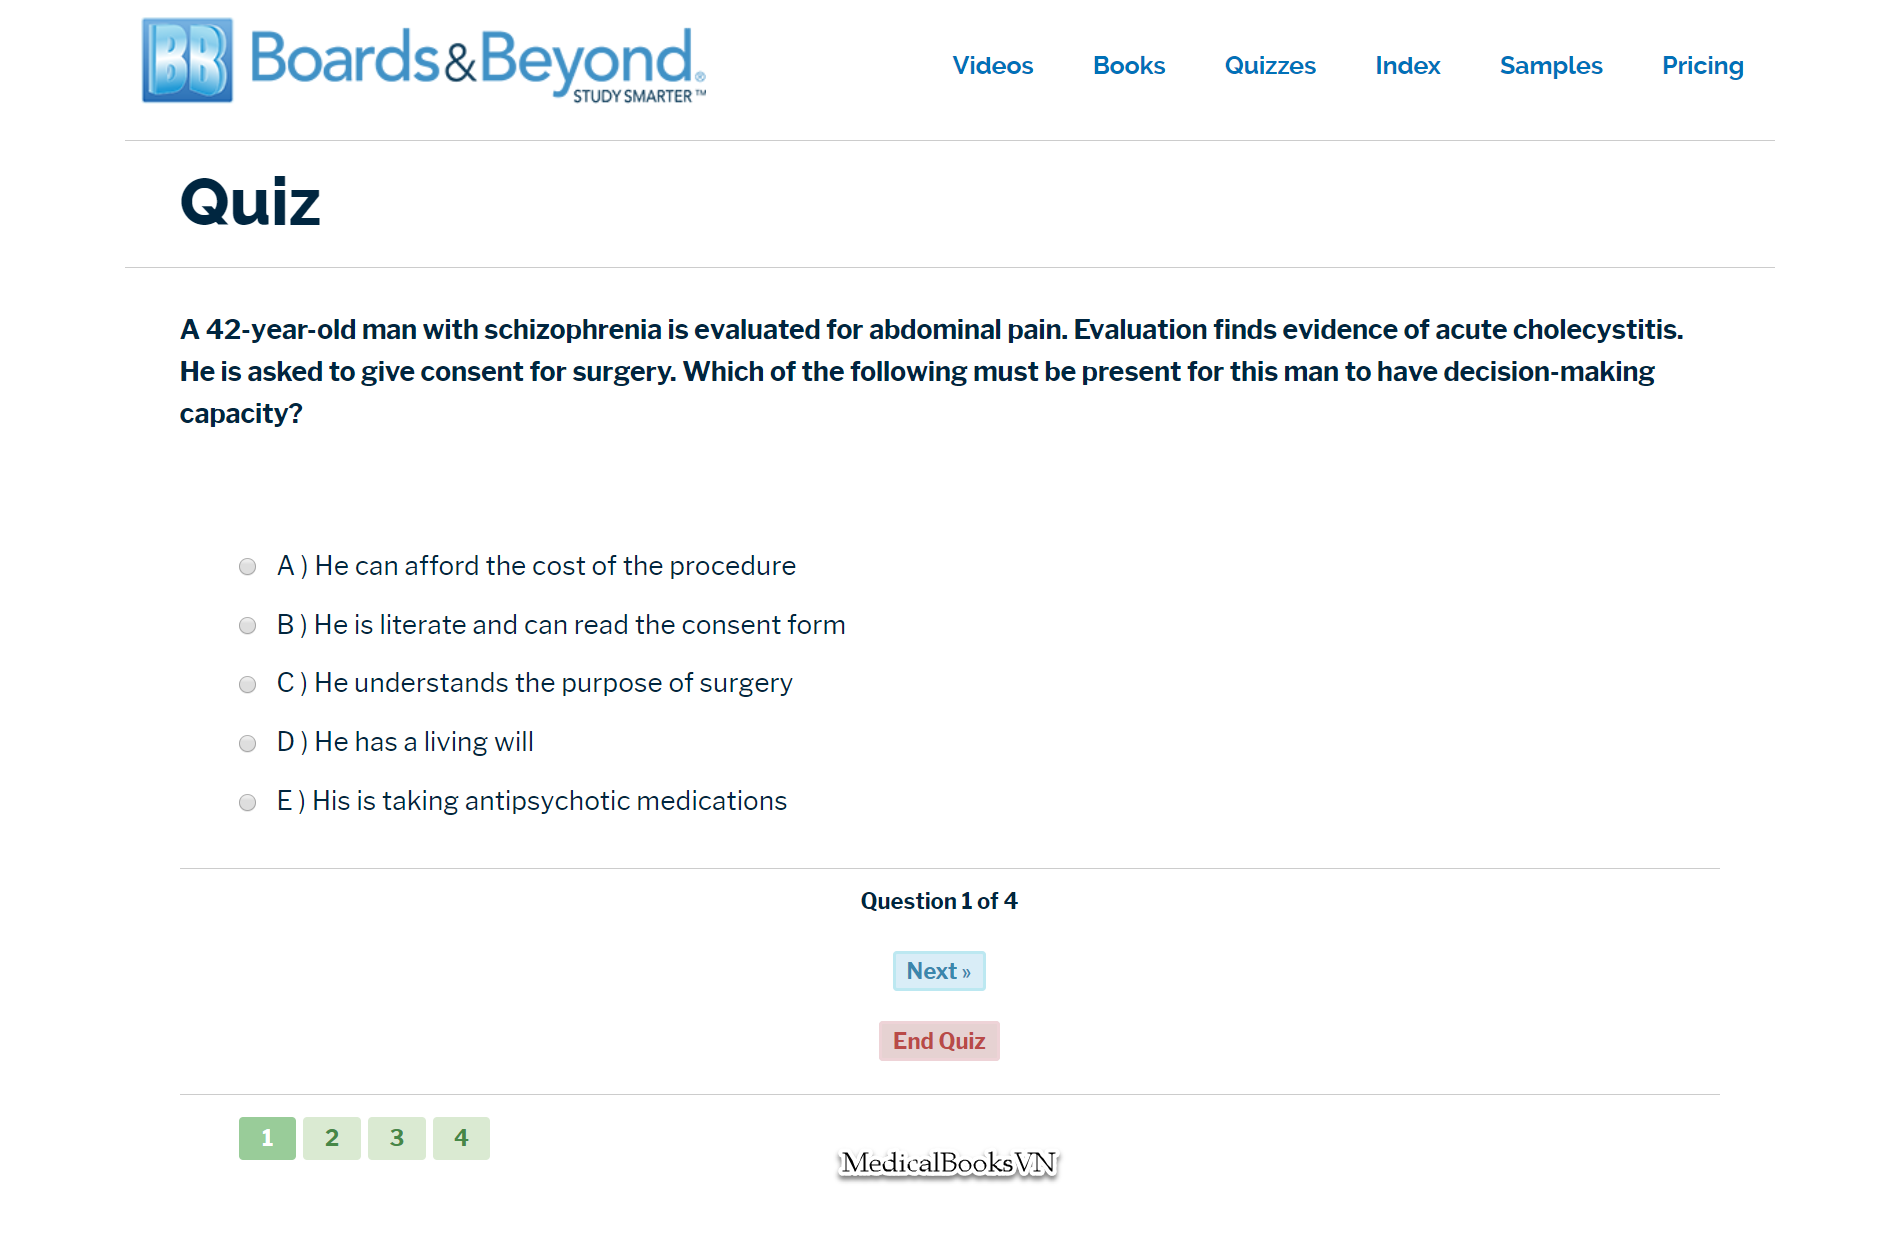 BB Boards&Beyond®
STUDY SMARTER™
Videos Books Quizzes Index Samples Pricing
Quiz
A 42-year-old man with schizophrenia is evaluated for abdominal pain. Evaluation finds evidence of acute cholecystitis.
He is asked to give consent for surgery. Which of the following must be present for this man to have decision-making
capacity?
A ) He can afford the cost of the procedure
B ) He is literate and can read the consent form
C ) He understands the purpose of surgery
D ) He has a living will
E ) His is taking antipsychotic medications
Question 1 of 4
Next »
End Quiz
1 2 3 4
MedicalBooksVN